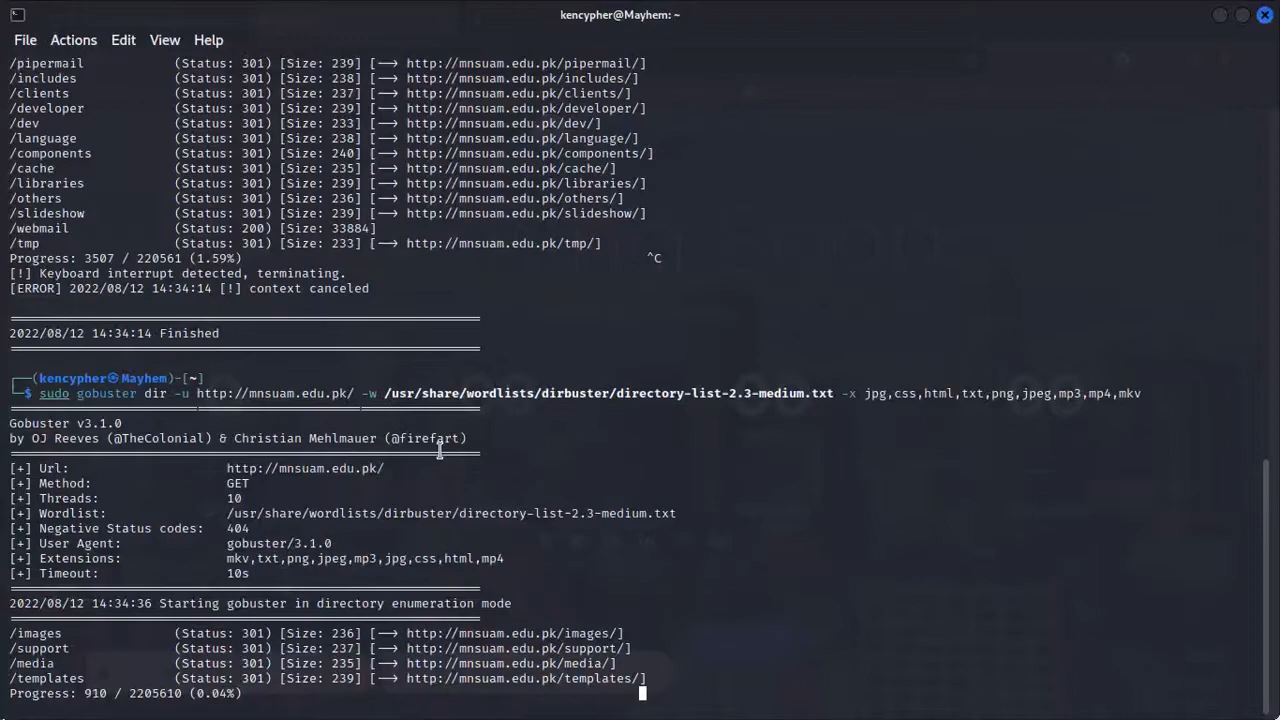 kencypher@Mayhem: ~
File Actions Edit View Help
/pipermail (Status: 301) [Size: 239] [--> http://mnsuam.edu.pk/pipermail/]
/includes (Status: 301) [Size: 238] [--> http://mnsuam.edu.pk/includes/]
/clients (Status: 301) [Size: 237] [--> http://mnsuam.edu.pk/clients/]
/developer (Status: 301) [Size: 239] [--> http://mnsuam.edu.pk/developer/]
/dev (Status: 301) [Size: 233] [--> http://mnsuam.edu.pk/dev/]
/language (Status: 301) [Size: 238] [--> http://mnsuam.edu.pk/language/]
/components (Status: 301) [Size: 240] [--> http://mnsuam.edu.pk/components/]
/cache (Status: 301) [Size: 235] [--> http://mnsuam.edu.pk/cache/]
/libraries (Status: 301) [Size: 239] [--> http://mnsuam.edu.pk/libraries/]
/others (Status: 301) [Size: 236] [--> http://mnsuam.edu.pk/others/]
/slideshow (Status: 301) [Size: 239] [--> http://mnsuam.edu.pk/slideshow/]
/webmail (Status: 200) [Size: 33884]
/tmp (Status: 301) [Size: 233] [--> http://mnsuam.edu.pk/tmp/]
Progress: 3507 / 220561 (1.59%) ^C
[!] Keyboard interrupt detected, terminating.
[ERROR] 2022/08/12 14:34:14 [!] context canceled
===============================================================
2022/08/12 14:34:14 Finished
===============================================================
┌──(kencypher㉿Mayhem)-[~]
└─$ sudo gobuster dir -u http://mnsuam.edu.pk/ -w /usr/share/wordlists/dirbuster/directory-list-2.3-medium.txt -x jpg,css,html,txt,png,jpeg,mp3,mp4,mkv
===============================================================
Gobuster v3.1.0
by OJ Reeves (@TheColonial) & Christian Mehlmauer (@firefart)
===============================================================
[+] Url: http://mnsuam.edu.pk/
[+] Method: GET
[+] Threads: 10
[+] Wordlist: /usr/share/wordlists/dirbuster/directory-list-2.3-medium.txt
[+] Negative Status codes: 404
[+] User Agent: gobuster/3.1.0
[+] Extensions: mkv,txt,png,jpeg,mp3,jpg,css,html,mp4
[+] Timeout: 10s
===============================================================
2022/08/12 14:34:36 Starting gobuster in directory enumeration mode
===============================================================
/images (Status: 301) [Size: 236] [--> http://mnsuam.edu.pk/images/]
/support (Status: 301) [Size: 237] [--> http://mnsuam.edu.pk/support/]
/media (Status: 301) [Size: 235] [--> http://mnsuam.edu.pk/media/]
/templates (Status: 301) [Size: 239] [--> http://mnsuam.edu.pk/templates/]
Progress: 910 / 2205610 (0.04%)